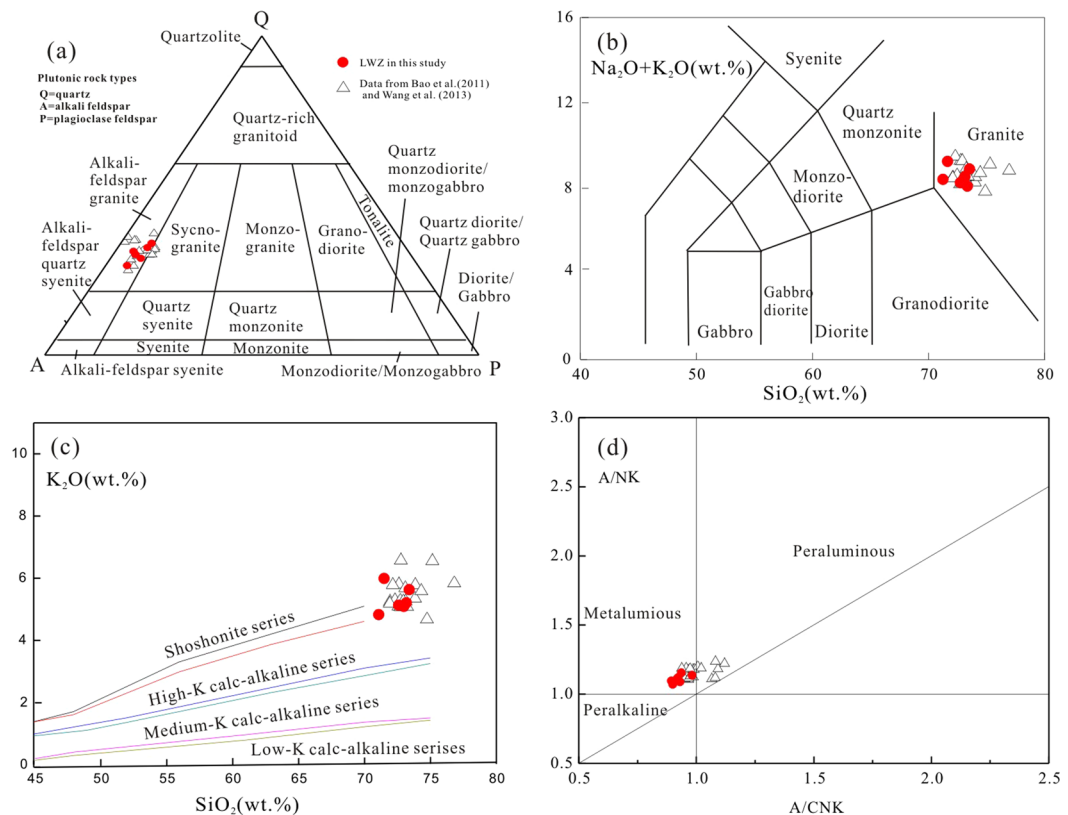 (a)
Q
Quartzolite
Plutonic rock types
Q=quartz
A=alkali feldspar
P=plagioclase feldspar
LWZ in this study
Data from Bao et al.(2011)
and Wang et al. (2013)
Quartz-rich
granitoid
Alkali-
feldspar
granite
Quartz
monzodiorite/
monzogabbro
Alkali-
feldspar
quartz
syenite
Sycno-
granite
Monzo-
granite
Grano-
diorite
Tonalite
Quartz diorite/
Quartz gabbro
Diorite/
Gabbro
Quartz
syenite
Quartz
monzonite
Syenite
Monzonite
A
P
Alkali-feldspar syenite
Monzodiorite/Monzogabbro
(b)
Na2O+K2O(wt.%)
16
12
8
4
0
Syenite
Quartz
monzonite
Granite
Monzo-
diorite
Gabbro
Gabbro
diorite
Diorite
Granodiorite
40
50
60
70
80
SiO2(wt.%)
(c)
K2O(wt.%)
10
8
6
4
2
0
Shoshonite series
High-K calc-alkaline series
Medium-K calc-alkaline series
Low-K calc-alkaline serises
45
50
55
60
65
70
75
80
SiO2(wt.%)
(d)
A/NK
3.0
2.5
2.0
1.5
1.0
0.5
Peraluminous
Metalumious
Peralkaline
0.5
1.0
1.5
2.0
2.5
A/CNK